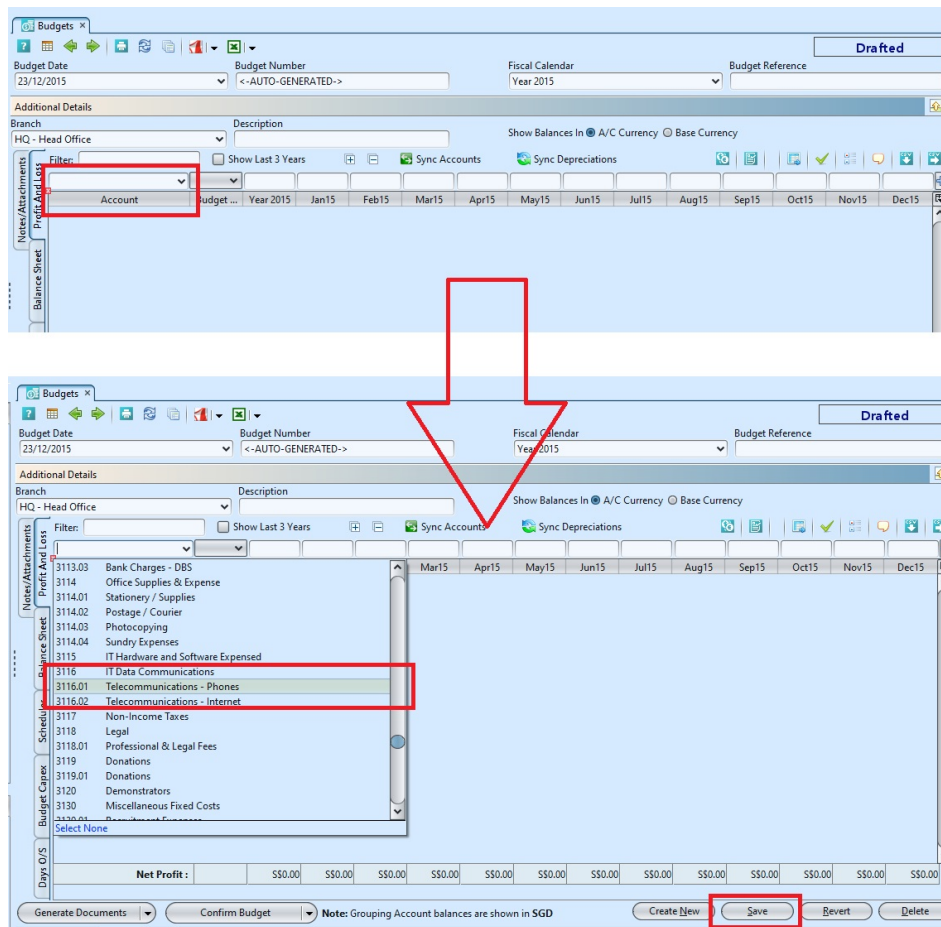 Budgets ×
Drafted
Budget Date Budget Number Fiscal Calendar Budget Reference
23/12/2015 <-AUTO-GENERATED-> Year 2015
Additional Details
Branch Description
HQ - Head Office Show Balances In A/C Currency Base Currency
Notes/Attachments
Profit And Loss
Balance Sheet
Filter: Show Last 3 Years Sync Accounts Sync Depreciations
Account Budget ... Year 2015 Jan15 Feb15 Mar15 Apr15 May15 Jun15 Jul15 Aug15 Sep15 Oct15 Nov15 Dec15
Budgets ×
Drafted
Budget Date Budget Number Fiscal Calendar Budget Reference
23/12/2015 <-AUTO-GENERATED-> Year 2015
Additional Details
Branch Description
HQ - Head Office Show Balances In A/C Currency Base Currency
Notes/Attachments
Profit And Loss
Balance Sheet
Schedules
Budget Capex
Days O/S
Filter: Show Last 3 Years Sync Accounts Sync Depreciations
Mar15 Apr15 May15 Jun15 Jul15 Aug15 Sep15 Oct15 Nov15 Dec15
3113.03 Bank Charges - DBS
3114 Office Supplies & Expense
3114.01 Stationery / Supplies
3114.02 Postage / Courier
3114.03 Photocopying
3114.04 Sundry Expenses
3115 IT Hardware and Software Expensed
3116 IT Data Communications
3116.01 Telecommunications - Phones
3116.02 Telecommunications - Internet
3117 Non-Income Taxes
3118 Legal
3118.01 Professional & Legal Fees
3119 Donations
3119.01 Donations
3120 Demonstrators
3130 Miscellaneous Fixed Costs
3130.01 Recruitment Expenses
Select None
Net Profit : S$0.00 S$0.00 S$0.00 S$0.00 S$0.00 S$0.00 S$0.00 S$0.00 S$0.00 S$0.00 S$0.00 S$0.00 S$0.00
Generate Documents Confirm Budget Note: Grouping Account balances are shown in SGD Create New Save Revert Delete